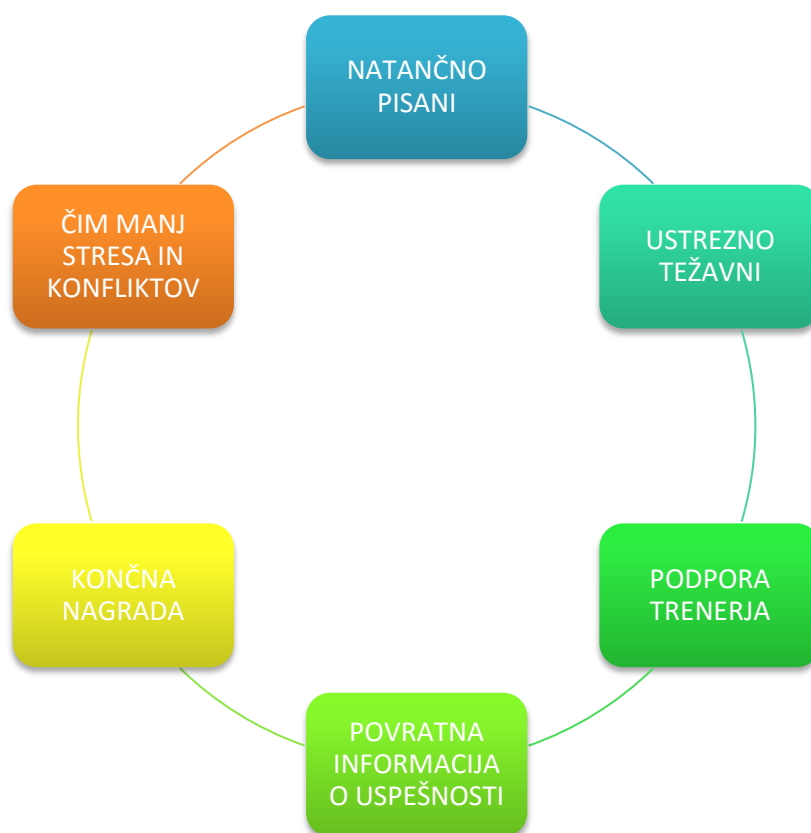 NATANČNO
PISANI
USTREZNO
TEŽAVNI
PODPORA
TRENERJA
POVRATNA
INFORMACIJA
O USPEŠNOSTI
KONČNA
NAGRADA
ČIM MANJ
STRESA IN
KONFLIKTOV